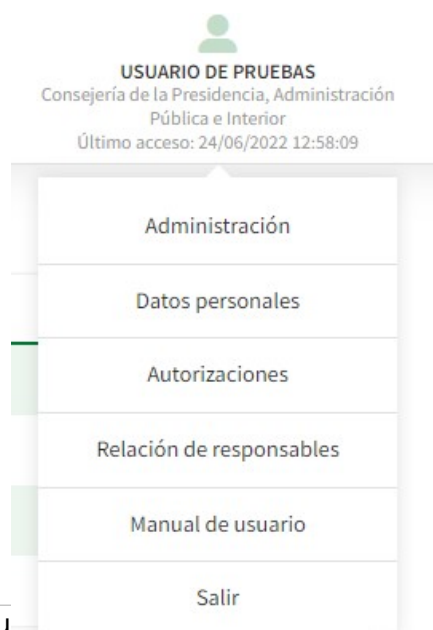 USUARIO DE PRUEBAS
Consejería de la Presidencia, Administración
Pública e Interior
Último acceso: 24/06/2022 12:58:09
Administración
Datos personales
Autorizaciones
Relación de responsables
Manual de usuario
Salir